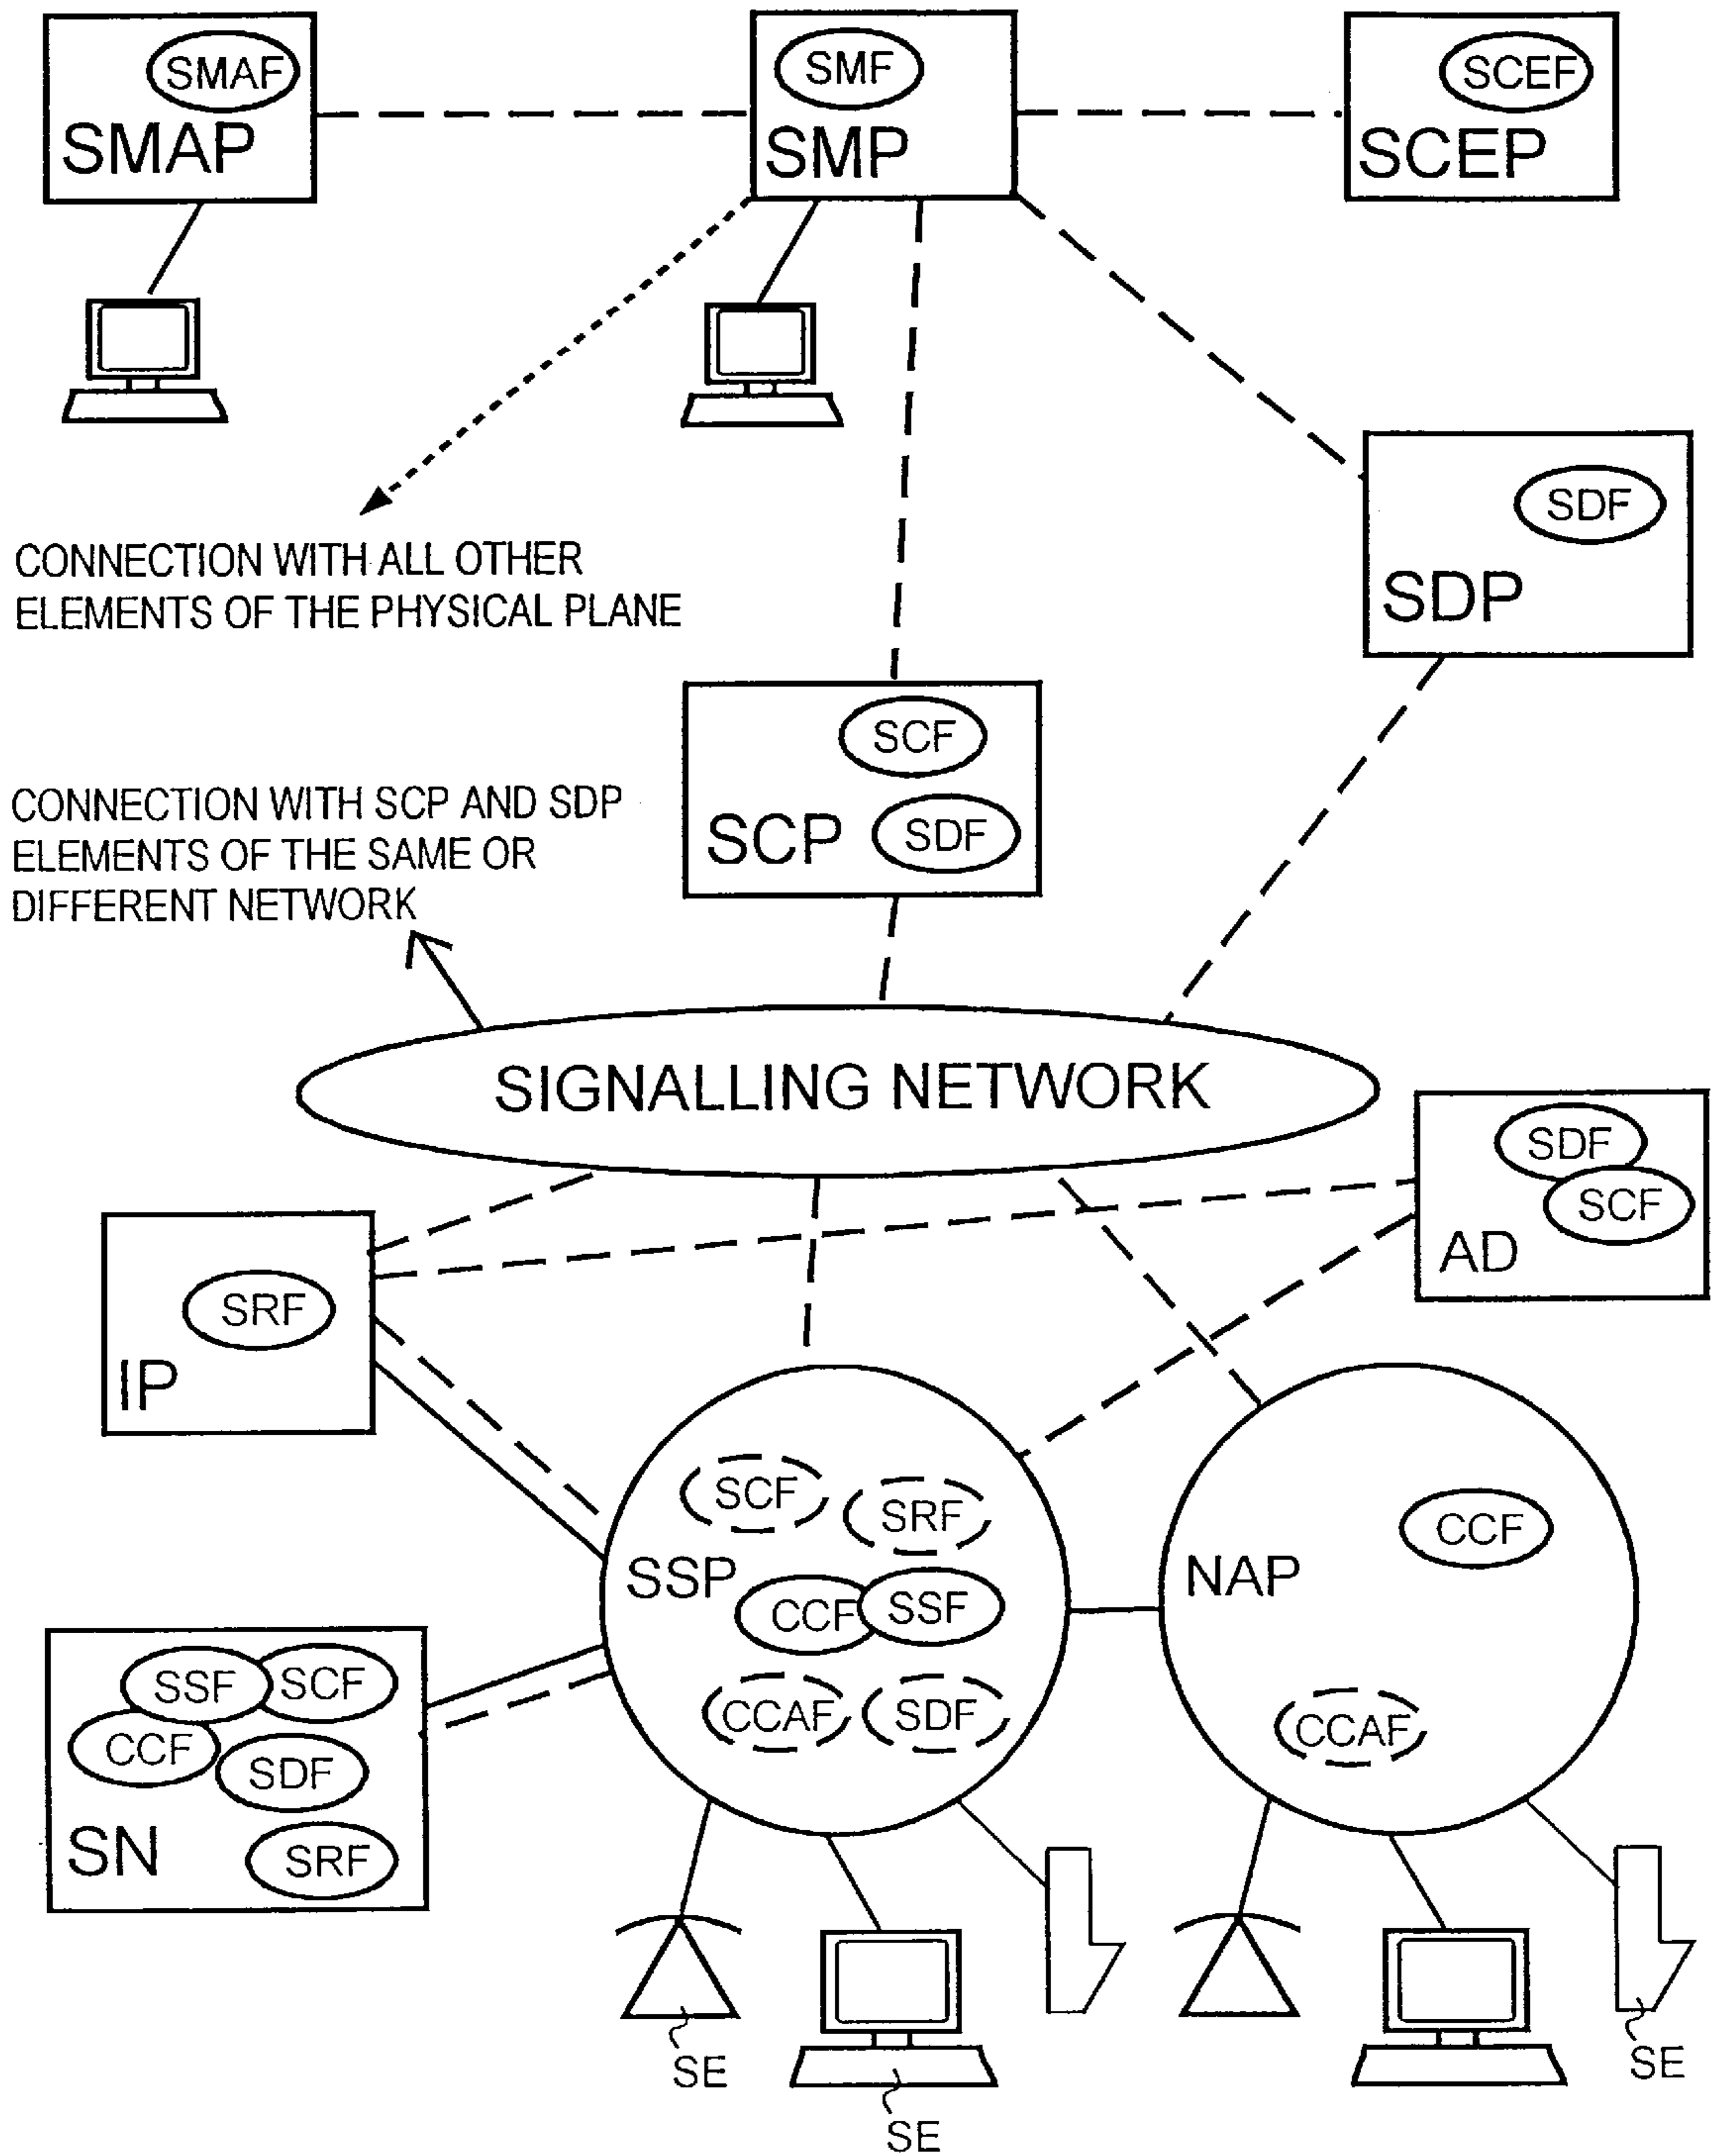 SMAF
SMAP
SMF
SMP
SCEF
SCEP
CONNECTION WITH ALL OTHER
ELEMENTS OF THE PHYSICAL PLANE
SDF
SDP
CONNECTION WITH SCP AND SDP
ELEMENTS OF THE SAME OR
DIFFERENT NETWORK
SCF
SCP
SDF
SIGNALLING NETWORK
SDF
SCF
AD
SRF
IP
SCF
SRF
SSP
CCF
SSF
CCAF
SDF
CCF
NAP
CCAF
SSF
SCF
CCF
SDF
SN
SRF
SE
SE
SE